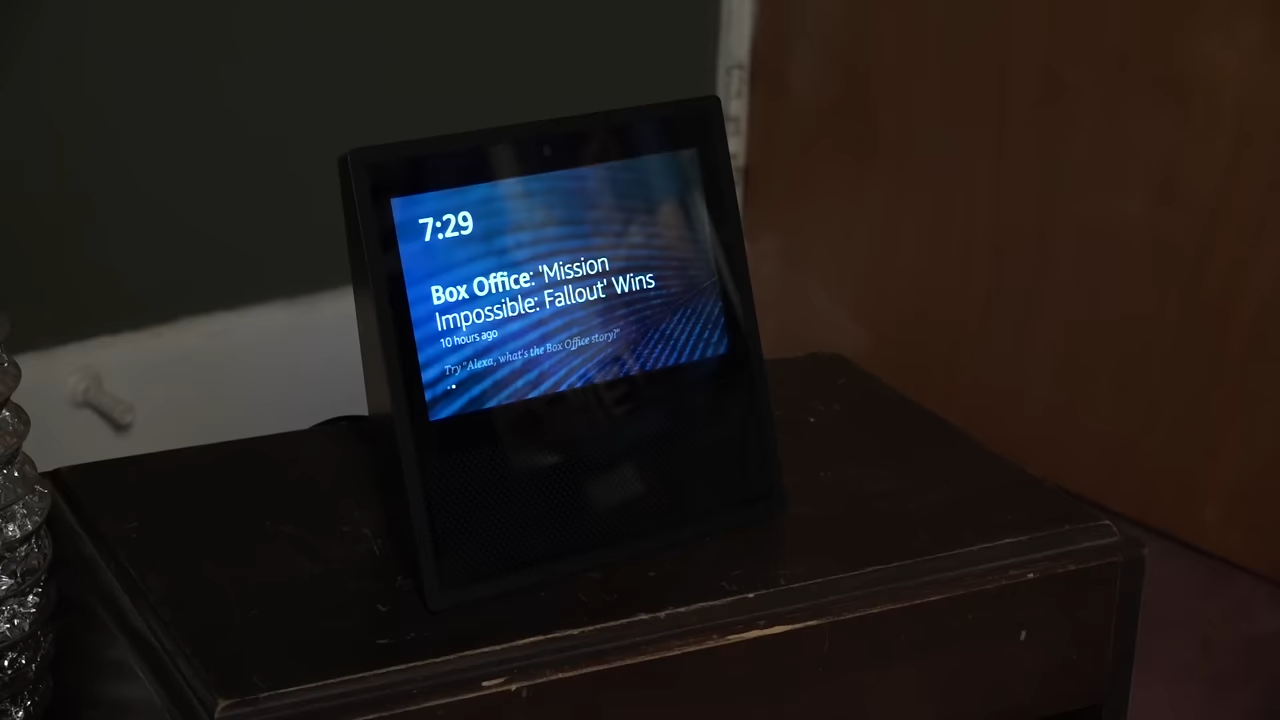 7:29
Box Office: 'Mission
Impossible: Fallout' Wins
10 hours ago
Try "Alexa, what's the Box Office story?"